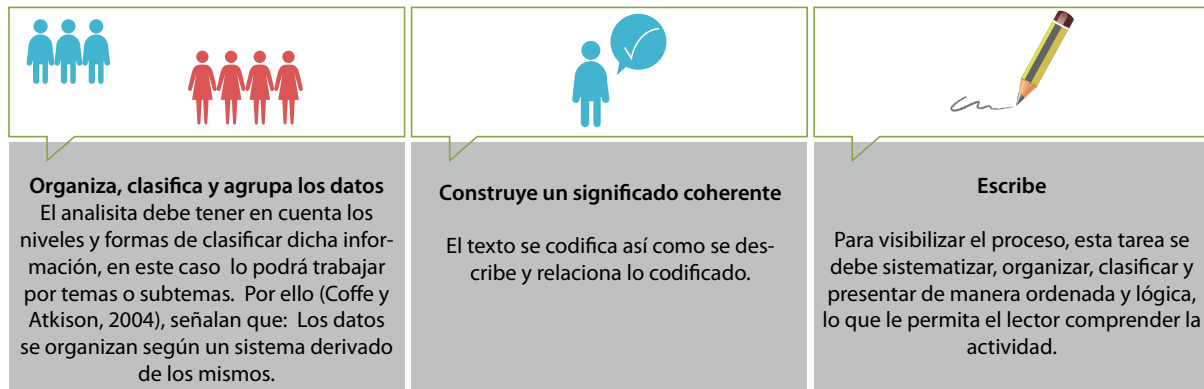 Organiza, clasifica y agrupa los datos
El analisita debe tener en cuenta los
niveles y formas de clasificar dicha infor-
mación, en este caso lo podrá trabajar
por temas o subtemas. Por ello (Coffe y
Atkison, 2004), señalan que: Los datos
se organizan según un sistema derivado
de los mismos.
Construye un significado coherente
El texto se codifica así como se des-
cribe y relaciona lo codificado.
Escribe
Para visibilizar el proceso, esta tarea se
debe sistematizar, organizar, clasificar y
presentar de manera ordenada y lógica,
lo que le permita el lector comprender la
actividad.